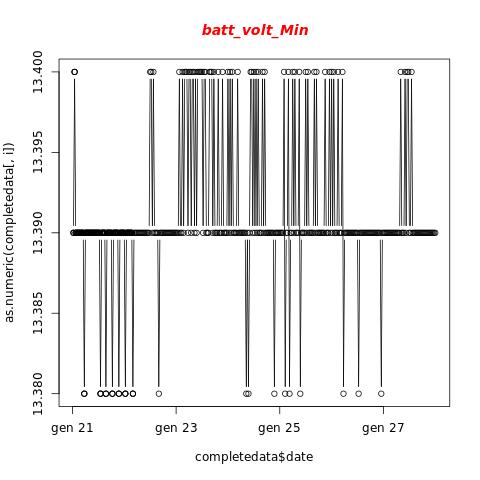 batt_volt_Min
as.numeric(completedata[, i])
13.400
13.395
13.390
13.385
13.380
gen 21
gen 23
gen 25
gen 27
completedata$date